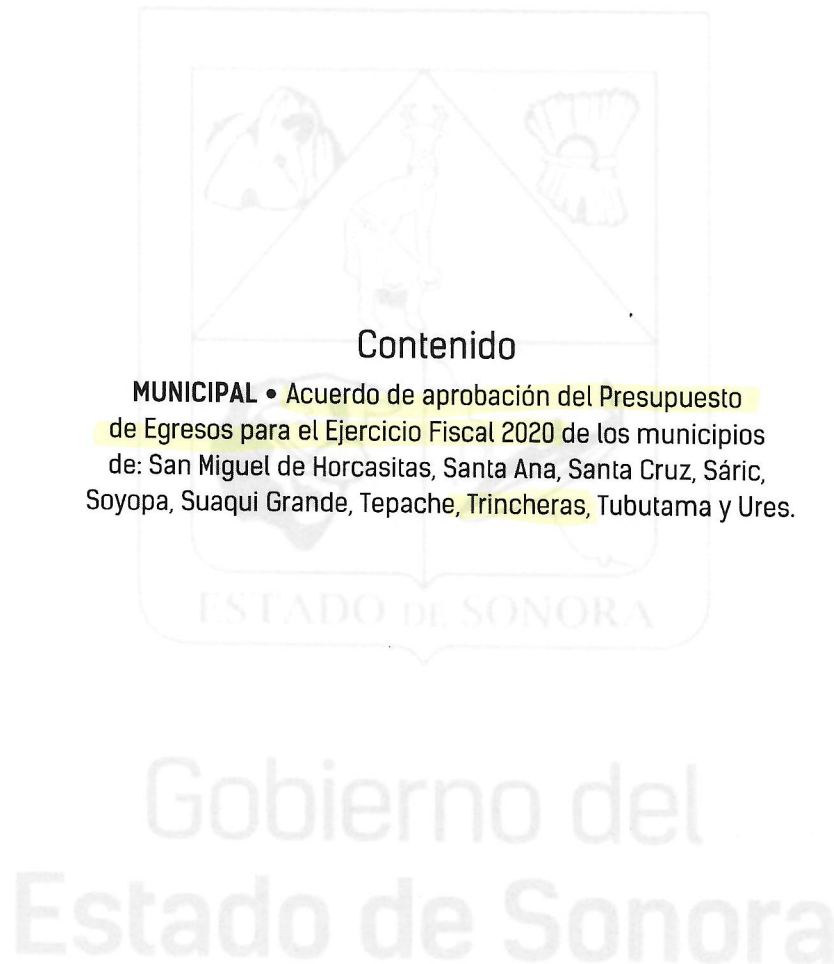 Contenido
MUNICIPAL • Acuerdo de aprobación del Presupuesto
de Egresos para el Ejercicio Fiscal 2020 de los municipios
de: San Miguel de Horcasitas, Santa Ana, Santa Cruz, Sáric,
Soyopa, Suaqui Grande, Tepache, Trincheras, Tubutama y Ures.
ESTADO DE SONORA
Gobierno del
Estado de Sonora